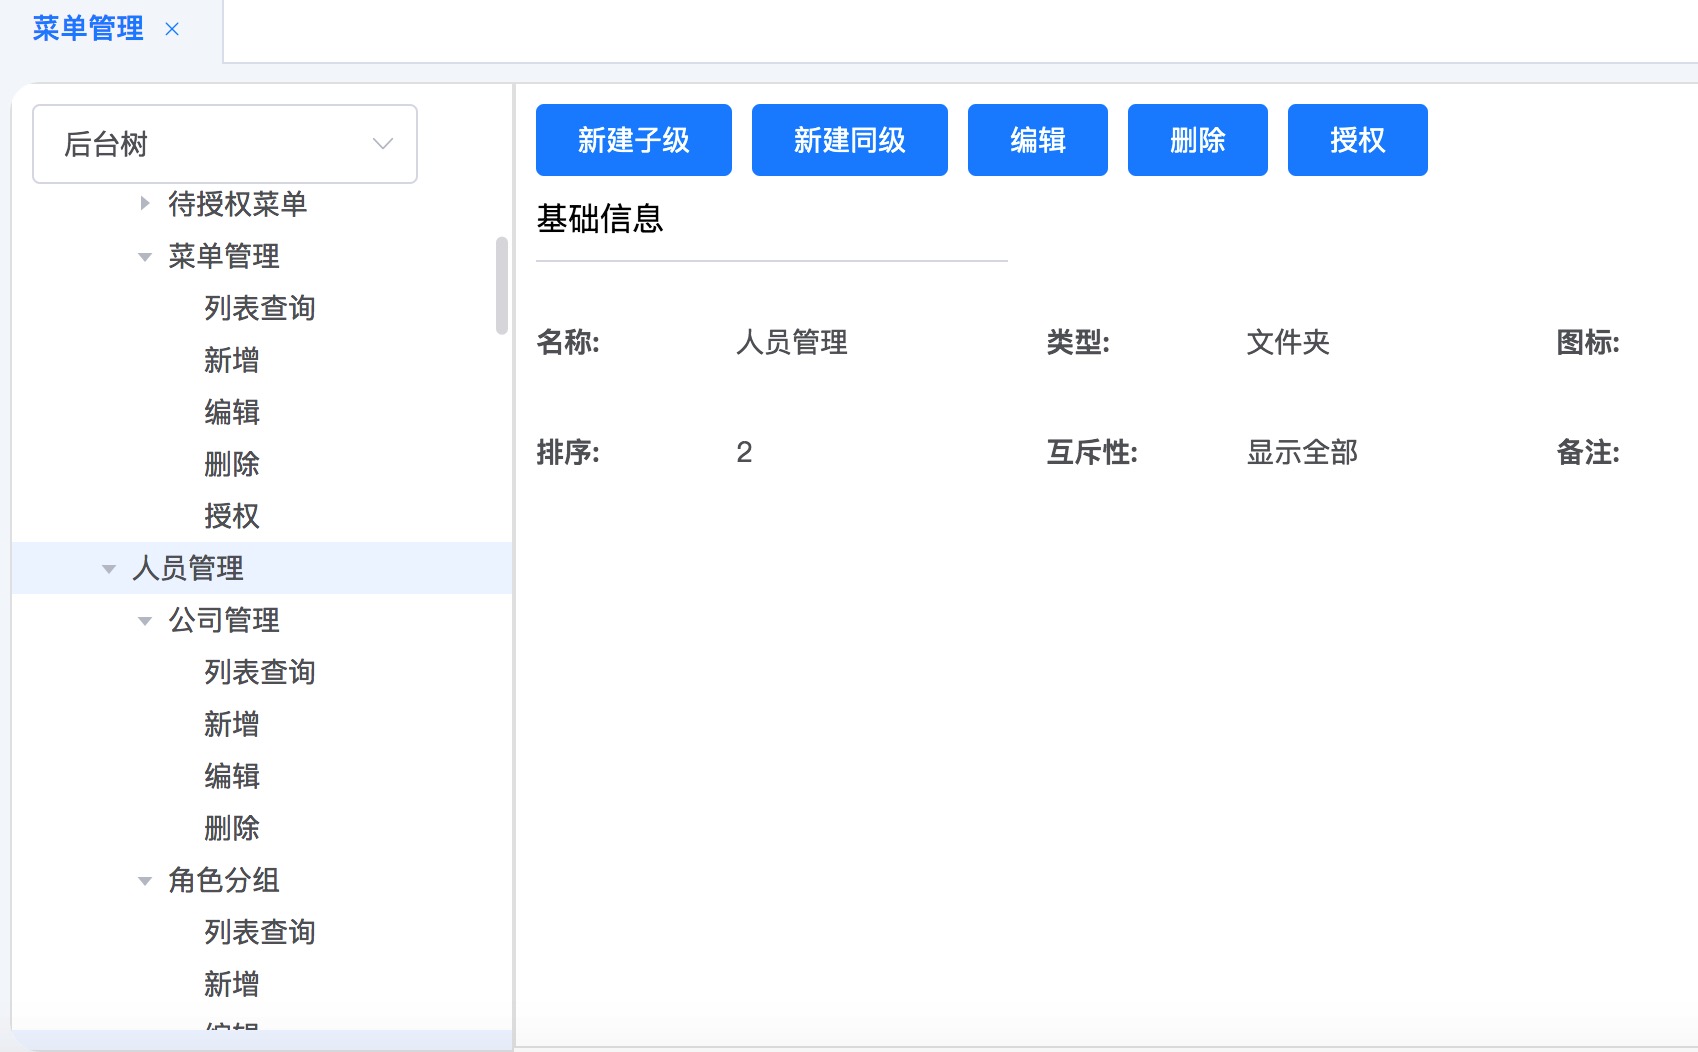 菜单管理
后台树
待授权菜单
菜单管理
列表查询
新增
编辑
删除
授权
人员管理
公司管理
列表查询
新增
编辑
删除
角色分组
列表查询
新增
编辑
新建子级 新建同级 编辑 删除 授权
基础信息
名称: 人员管理 类型: 文件夹 图标:
排序: 2 互斥性: 显示全部 备注: